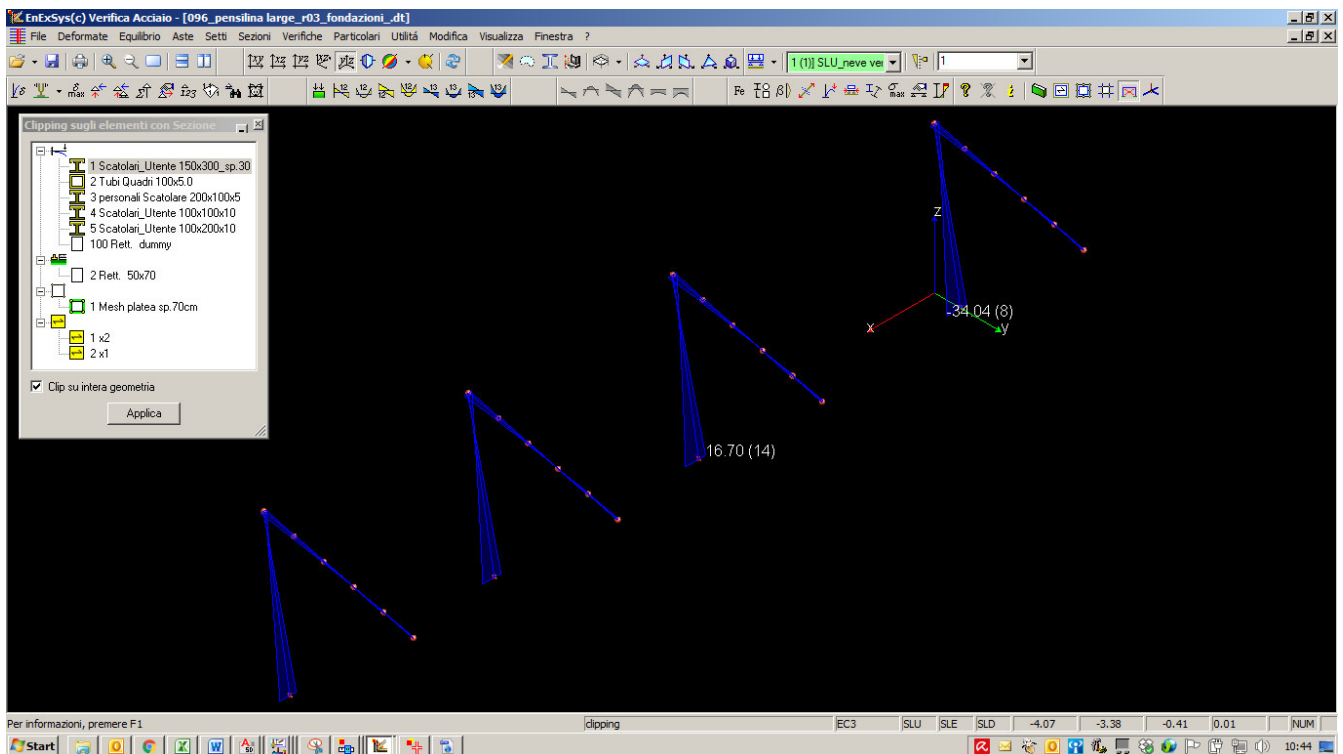 EnExSys(c) Verifica Acciaio - [096_pensilina large_r03_fondazioni_.dt]
File Deformate Equilibrio Aste Setti Sezioni Verifiche Particolari Utilità Modifica Visualizza Finestra ?
1 (1)] SLU_neve ve 1
Clipping sugli elementi con Sezione
1 Scatolari_Utente 150x300_sp.30
2 Tubi Quadri 100x5.0
3 personali Scatolare 200x100x5
4 Scatolari_Utente 100x100x10
5 Scatolari_Utente 100x200x10
100 Rett. dummy
2 Rett. 50x70
1 Mesh platea sp.70cm
1 x2
2 x1
Clip su intera geometria
Applica
Z
-34.04 (8)
X
y
16.70 (14)
Per informazioni, premere F1 clipping EC3 SLU SLE SLD -4.07 -3.38 -0.41 0.01 NUM
Start 10:44